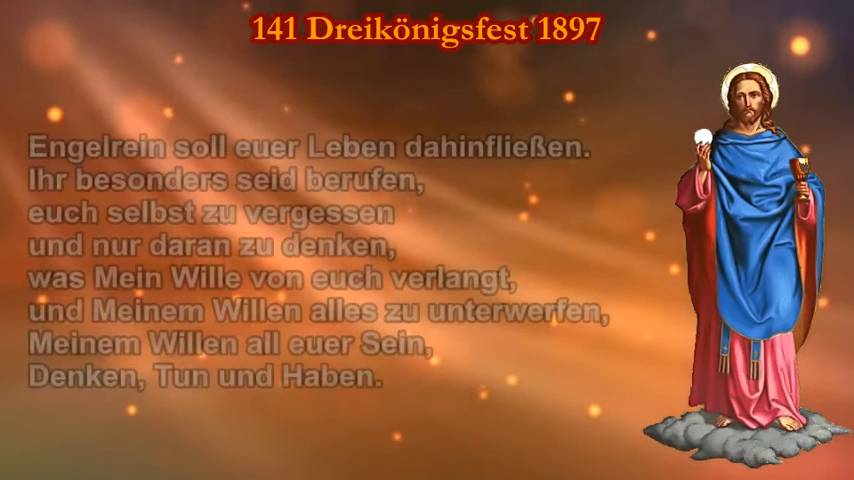 141 Dreikönigsfest 1897
Engelrein soll euer Leben dahinfließen.
Ihr besonders seid berufen,
euch selbst zu vergessen
und nur daran zu denken,
was Mein Wille von euch verlangt,
und Meinem Willen alles zu unterwerfen,
Meinem Willen all euer Sein,
Denken, Tun und Haben.